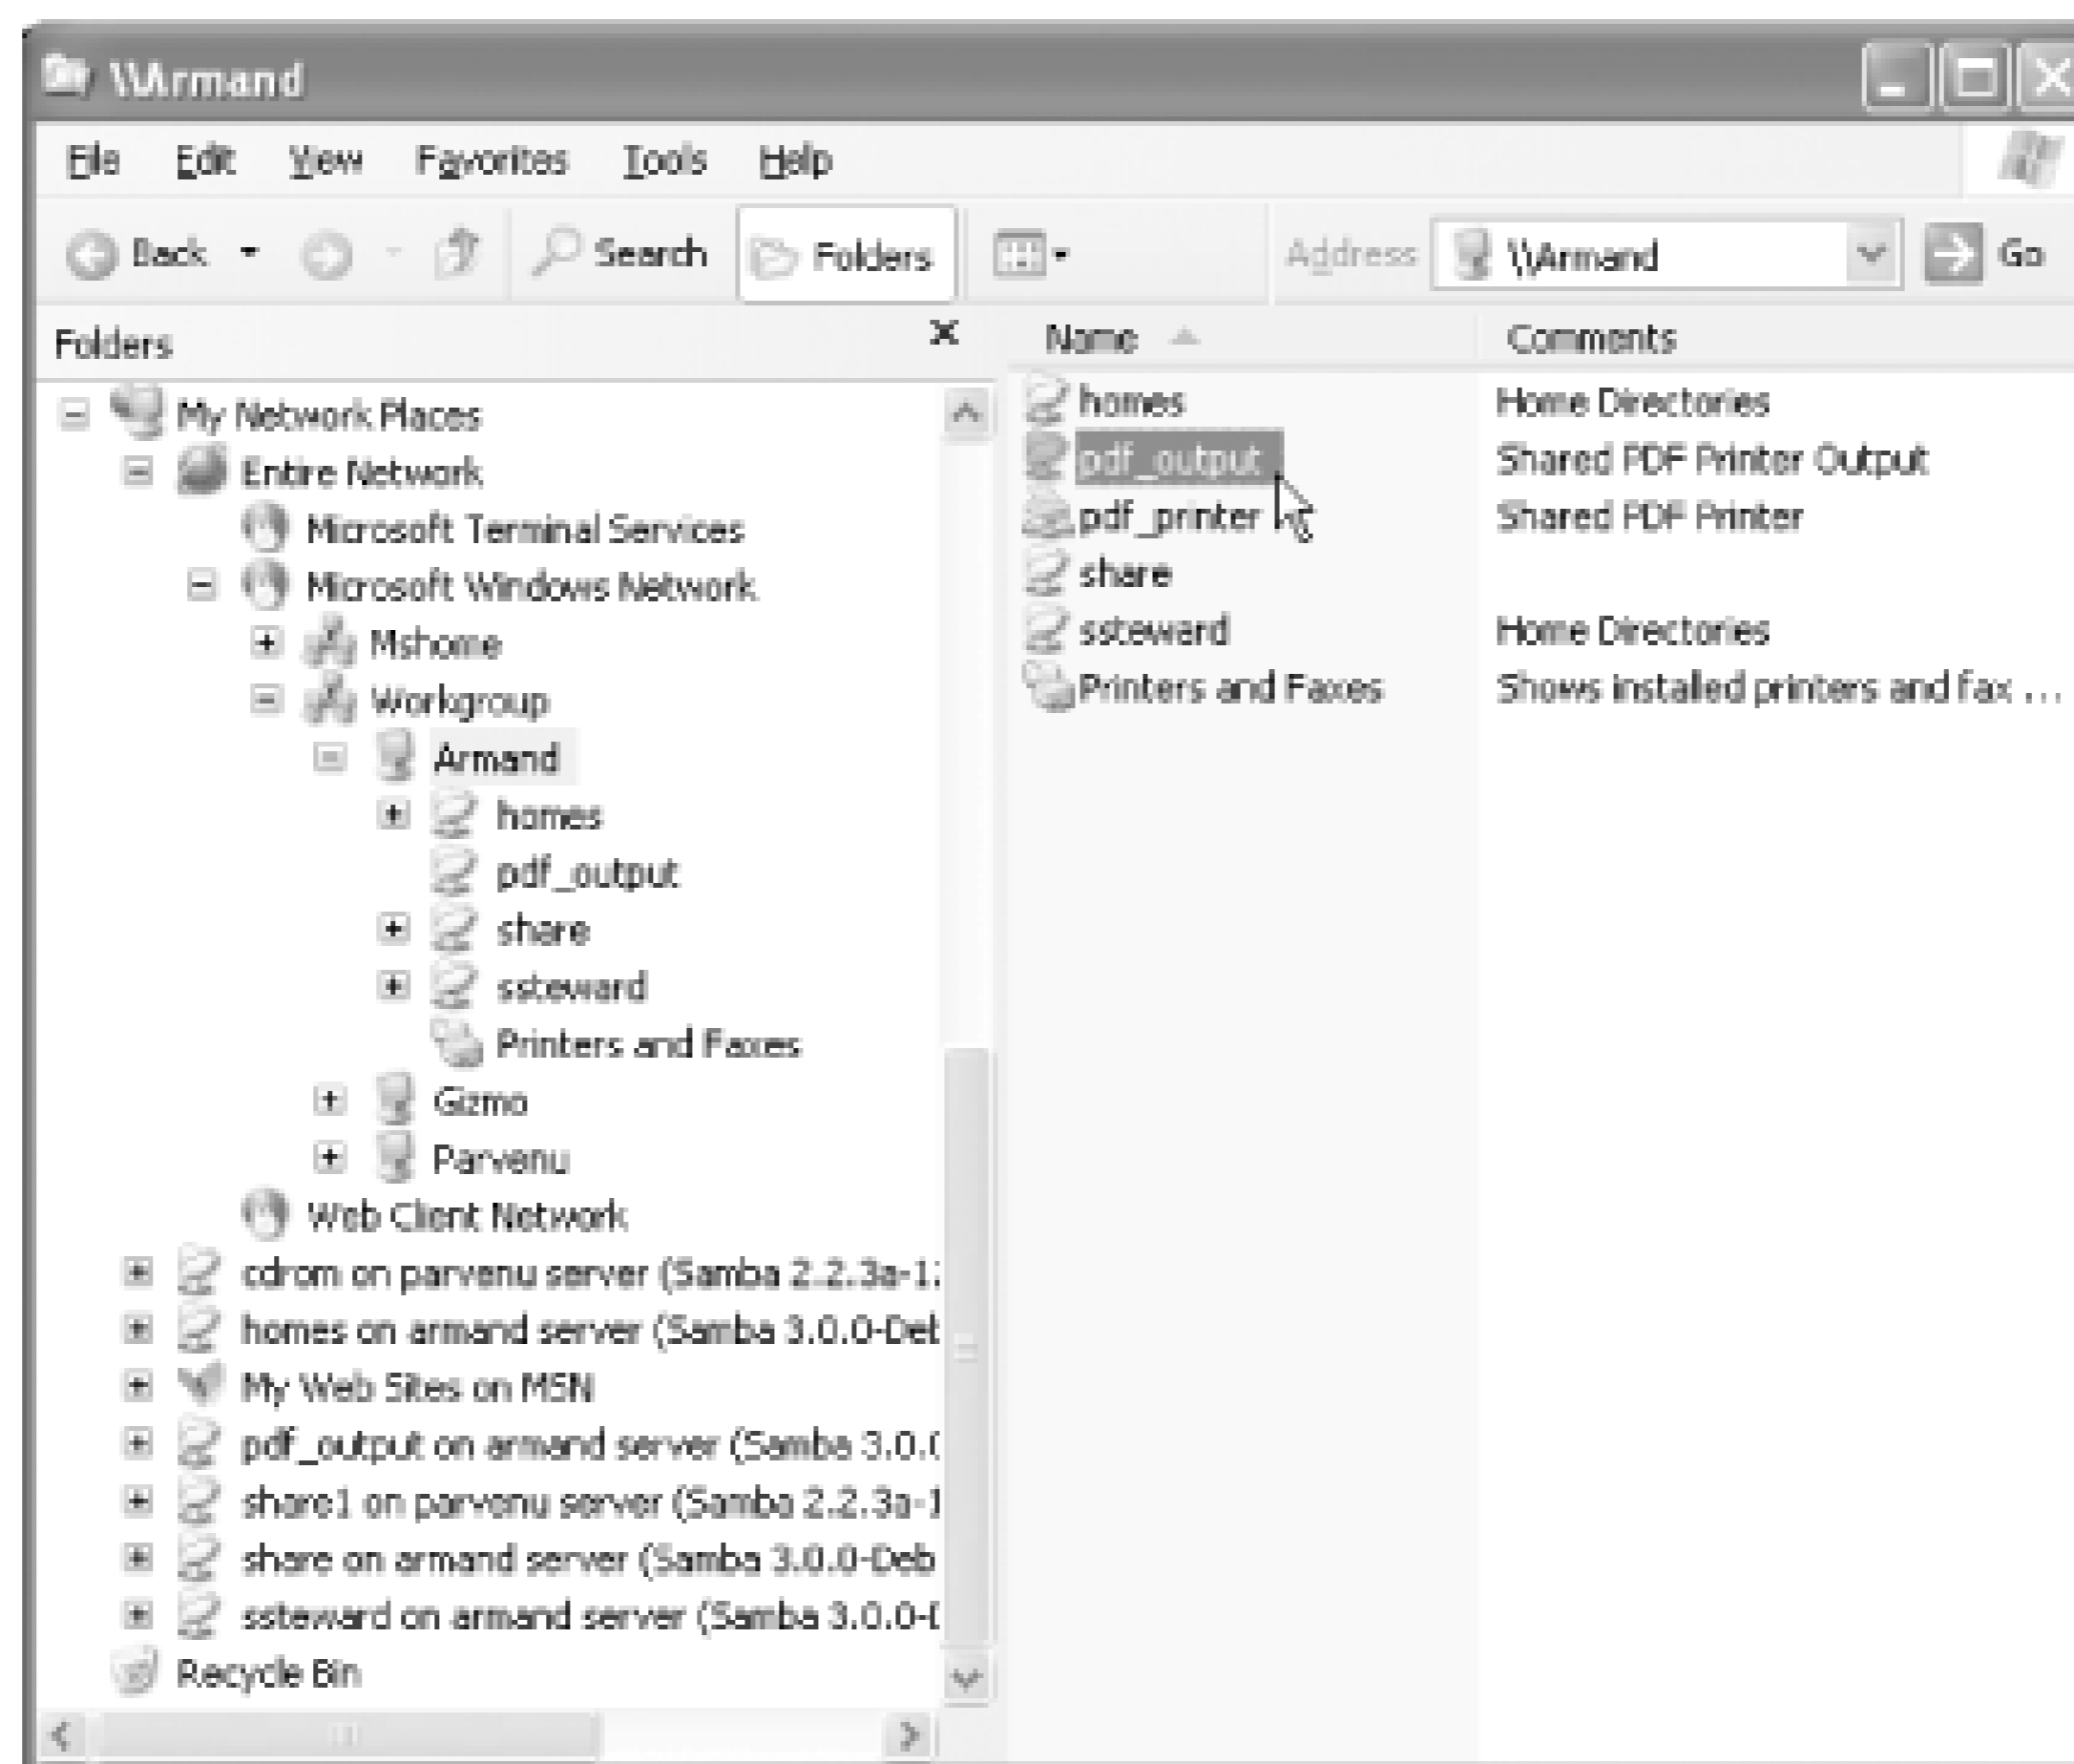 \\Armand
File Edit View Favorites Tools Help
Back Search Folders Address \\Armand Go
Folders
My Network Places
Entire Network
Microsoft Terminal Services
Microsoft Windows Network
Mshome
Workgroup
Armand
homes
pdf_output
share
ssteward
Printers and Faxes
Gizmo
Parvenu
Web Client Network
cdrom on parvenu server (Samba 2.2.3a-1
homes on armand server (Samba 3.0.0-Deb
My Web Sites on MSN
pdf_output on armand server (Samba 3.0.
share1 on parvenu server (Samba 2.2.3a-1
share on armand server (Samba 3.0.0-Deb
ssteward on armand server (Samba 3.0.0-
Recycle Bin
Name Comments
homes Home Directories
pdf_output Shared PDF Printer Output
pdf_printer Shared PDF Printer
share
ssteward Home Directories
Printers and Faxes Shows installed printers and fax ...